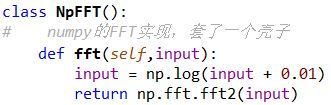 class NpFFT():
#    numpy的FFT实现，套了一个壳子
    def fft(self,input):
        input = np.log(input + 0.01)
        return np.fft.fft2(input)